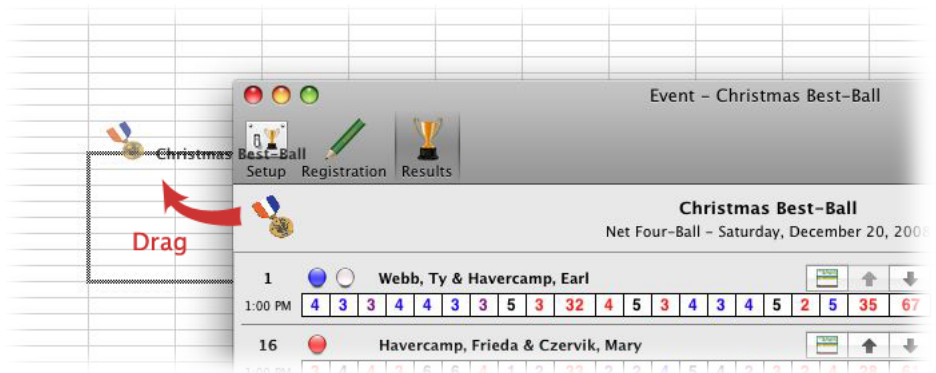 Event – Christmas Best–Ball
Christmas Best–Ball
Setup Registration Results
Drag
Christmas Best–Ball
Net Four–Ball – Saturday, December 20, 2008
1 Webb, Ty & Havercamp, Earl
1:00 PM 4 3 3 4 4 3 3 5 3 32 4 5 3 4 3 4 5 2 5 35 67
16 Havercamp, Frieda & Czervik, Mary